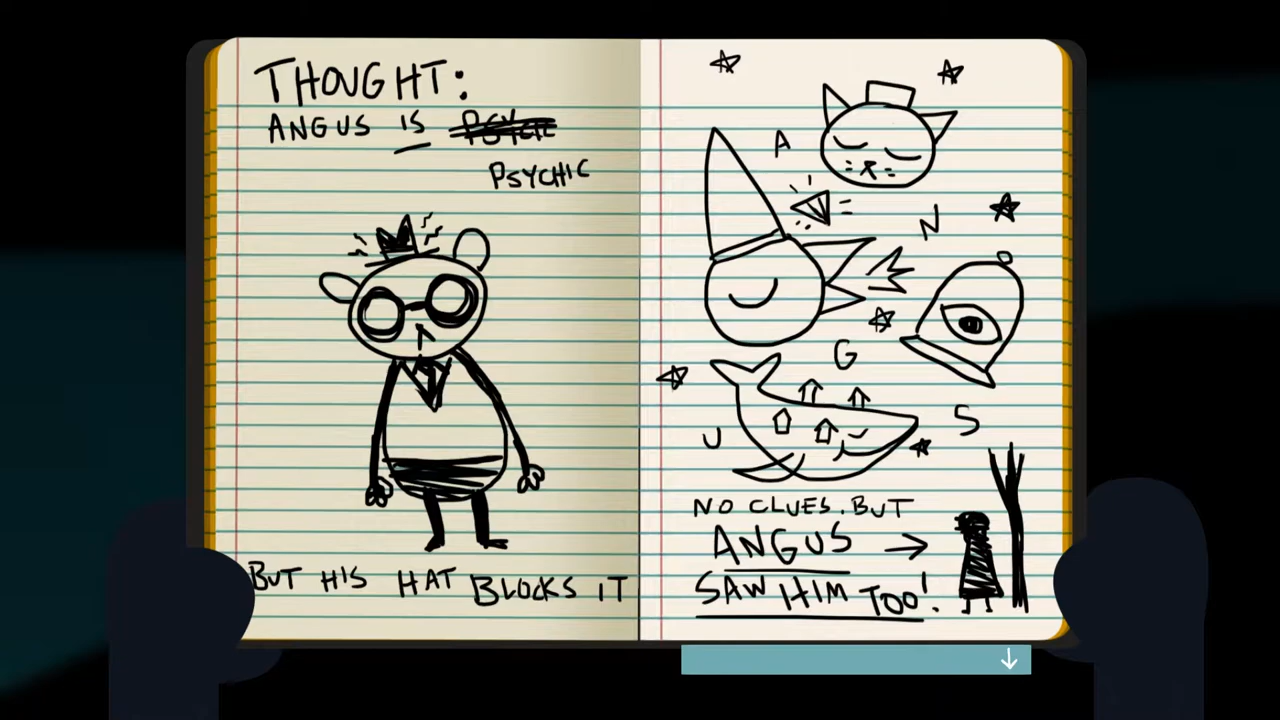 THOUGHT:
ANGUS IS
PSYCHIC
BUT HIS HAT BLOCKS IT
A
N
G
U
S
NO CLUES. BUT
ANGUS →
SAW HIM TOO!